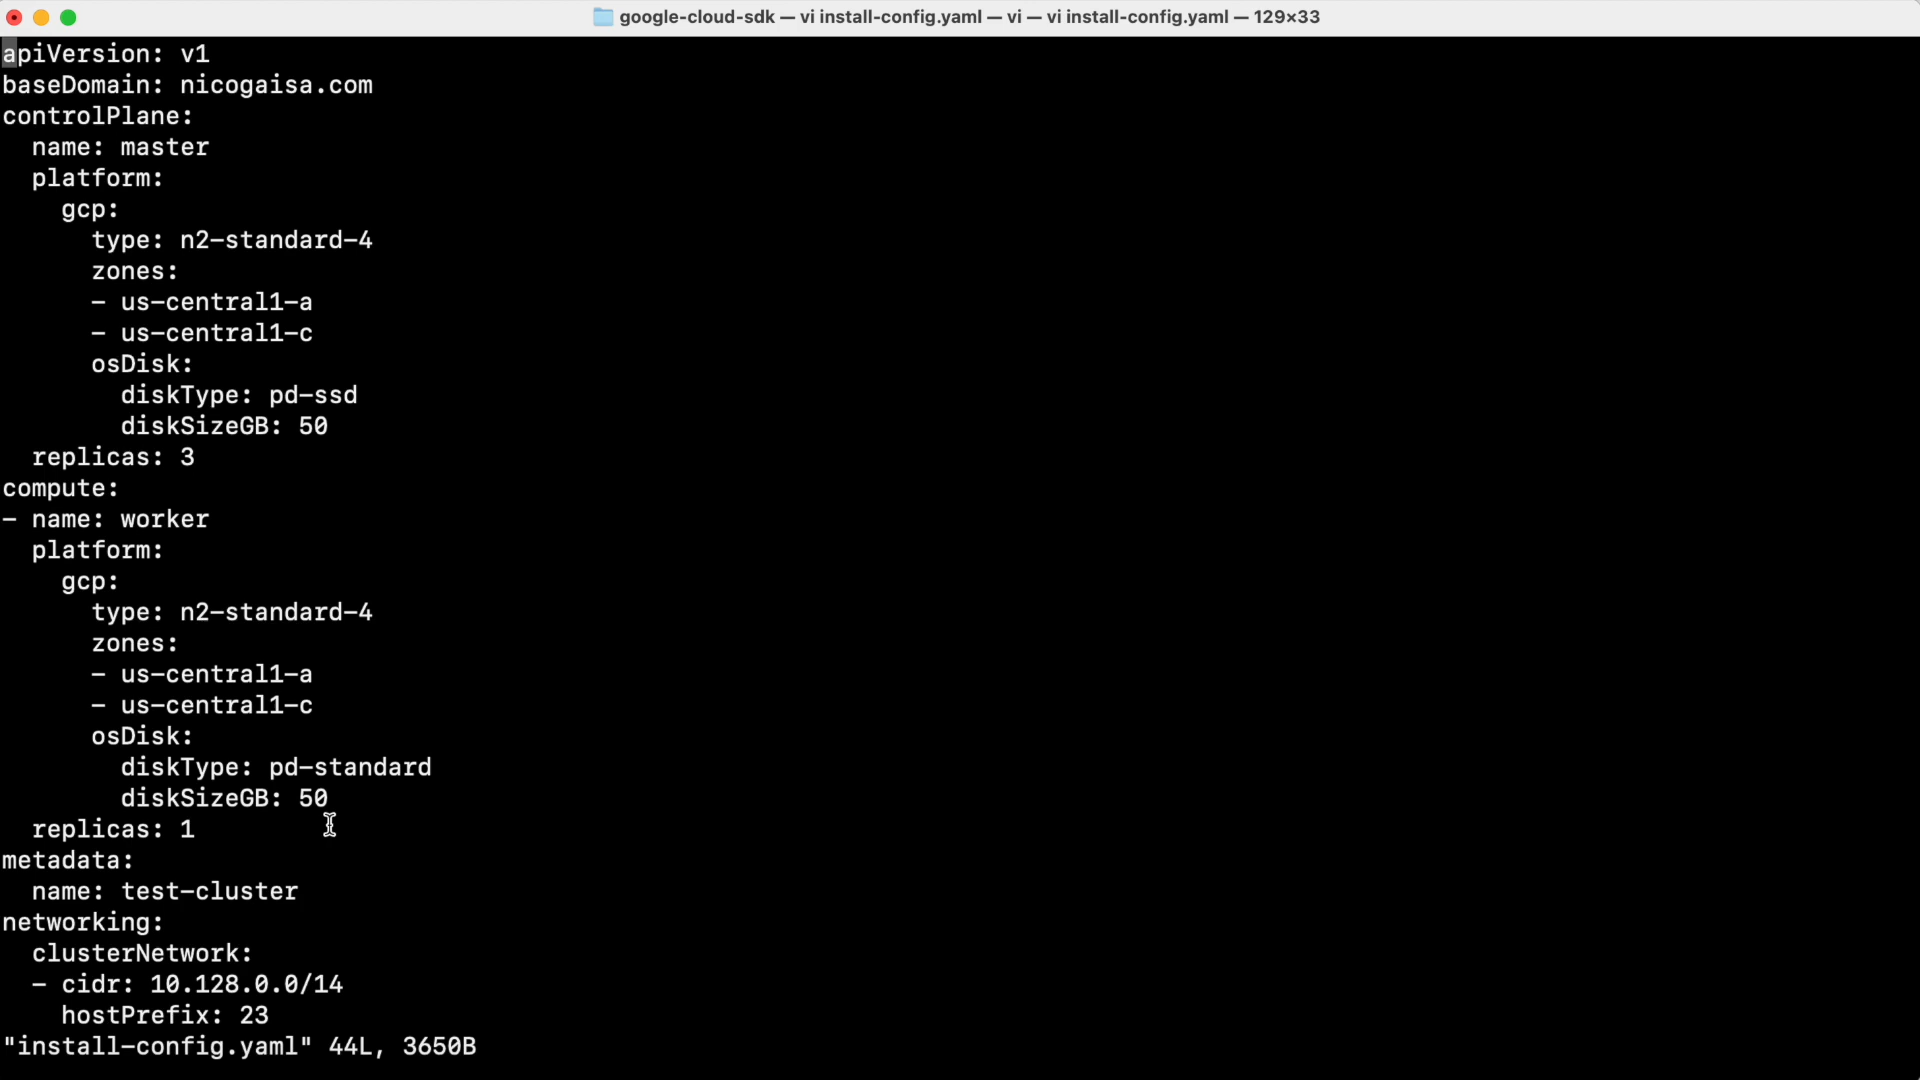 google-cloud-sdk — vi install-config.yaml — vi — vi install-config.yaml — 129×33
apiVersion: v1
baseDomain: nicogaisa.com
controlPlane:
  name: master
  platform:
    gcp:
      type: n2-standard-4
      zones:
      - us-central1-a
      - us-central1-c
      osDisk:
        diskType: pd-ssd
        diskSizeGB: 50
  replicas: 3
compute:
- name: worker
  platform:
    gcp:
      type: n2-standard-4
      zones:
      - us-central1-a
      - us-central1-c
      osDisk:
        diskType: pd-standard
        diskSizeGB: 50
  replicas: 1
metadata:
  name: test-cluster
networking:
  clusterNetwork:
  - cidr: 10.128.0.0/14
    hostPrefix: 23
"install-config.yaml" 44L, 3650B